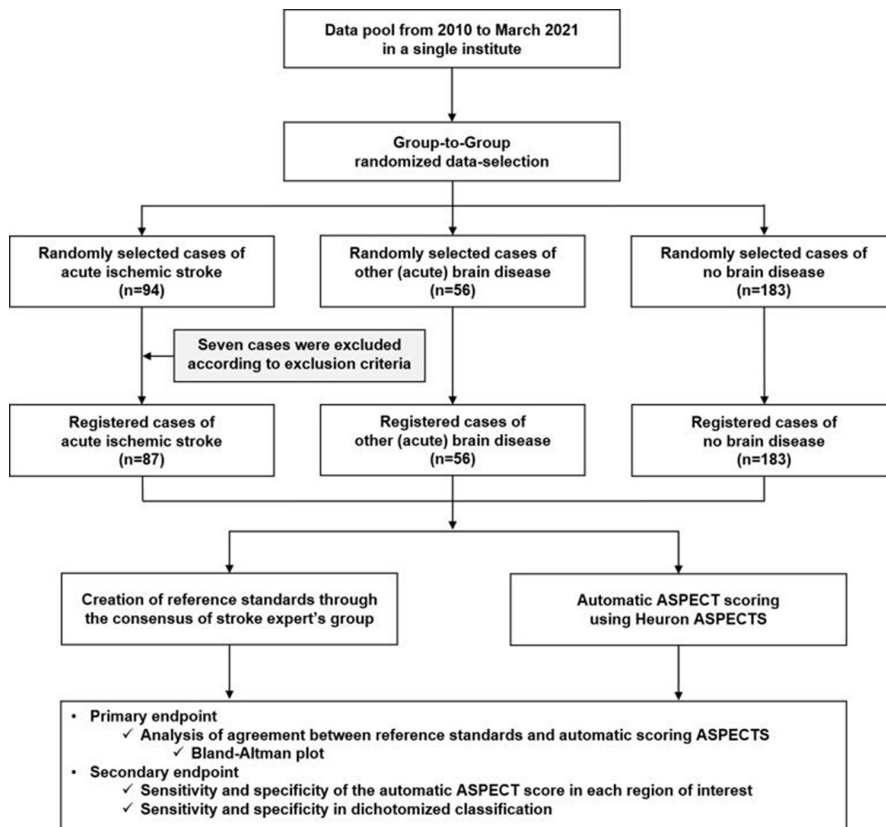 Data pool from 2010 to March 2021
in a single institute
Group-to-Group
randomized data-selection
Randomly selected cases of
acute ischemic stroke
(n=94)
Randomly selected cases of
other (acute) brain disease
(n=56)
Randomly selected cases of
no brain disease
(n=183)
Seven cases were excluded
according to exclusion criteria
Registered cases of
acute ischemic stroke
(n=87)
Registered cases of
other (acute) brain disease
(n=56)
Registered cases of
no brain disease
(n=183)
Creation of reference standards through
the consensus of stroke expert's group
Automatic ASPECT scoring
using Heuron ASPECTS
• Primary endpoint
✓ Analysis of agreement between reference standards and automatic scoring ASPECTS
✓ Bland-Altman plot
• Secondary endpoint
✓ Sensitivity and specificity of the automatic ASPECT score in each region of interest
✓ Sensitivity and specificity in dichotomized classification